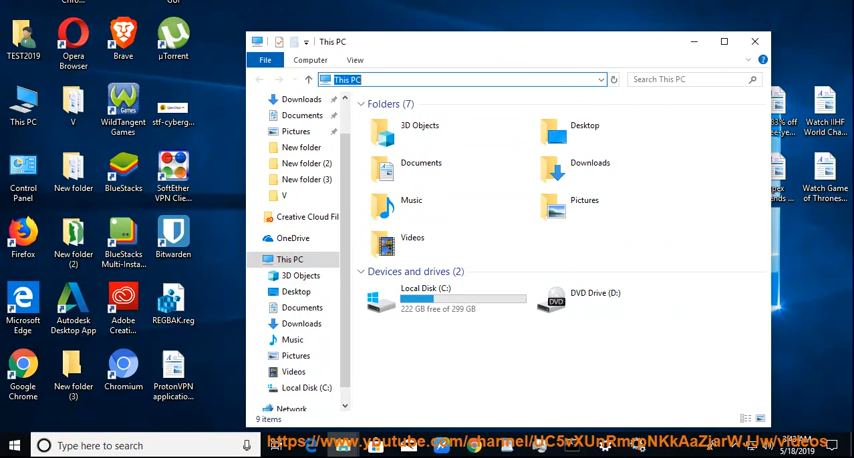 TEST2019
Opera
Browser
Brave
µTorrent
This PC
V
WildTangent
Games
stf-cyberg...
Control
Panel
New folder
BlueStacks
SoftEther
VPN Clie...
Firefox
New folder
(2)
BlueStacks
Multi-Insta...
Bitwarden
Microsoft
Edge
Autodesk
Desktop App
Adobe
Creati...
REGBAK.reg
Google
Chrome
New folder
(3)
Chromium
ProtonVPN
applicatio...
This PC
File
Computer
View
This PC
Search This PC
Downloads
Documents
Pictures
New folder
New folder (2)
New folder (3)
V
Creative Cloud Fil
OneDrive
This PC
3D Objects
Desktop
Documents
Downloads
Music
Pictures
Videos
Local Disk (C:)
Network
Folders (7)
3D Objects
Desktop
Documents
Downloads
Music
Pictures
Videos
Devices and drives (2)
Local Disk (C:)
222 GB free of 299 GB
DVD
DVD Drive (D:)
9 items
Watch IIHF
World Cha...
Watch Game
of Thrones...
Type here to search
5/18/2019